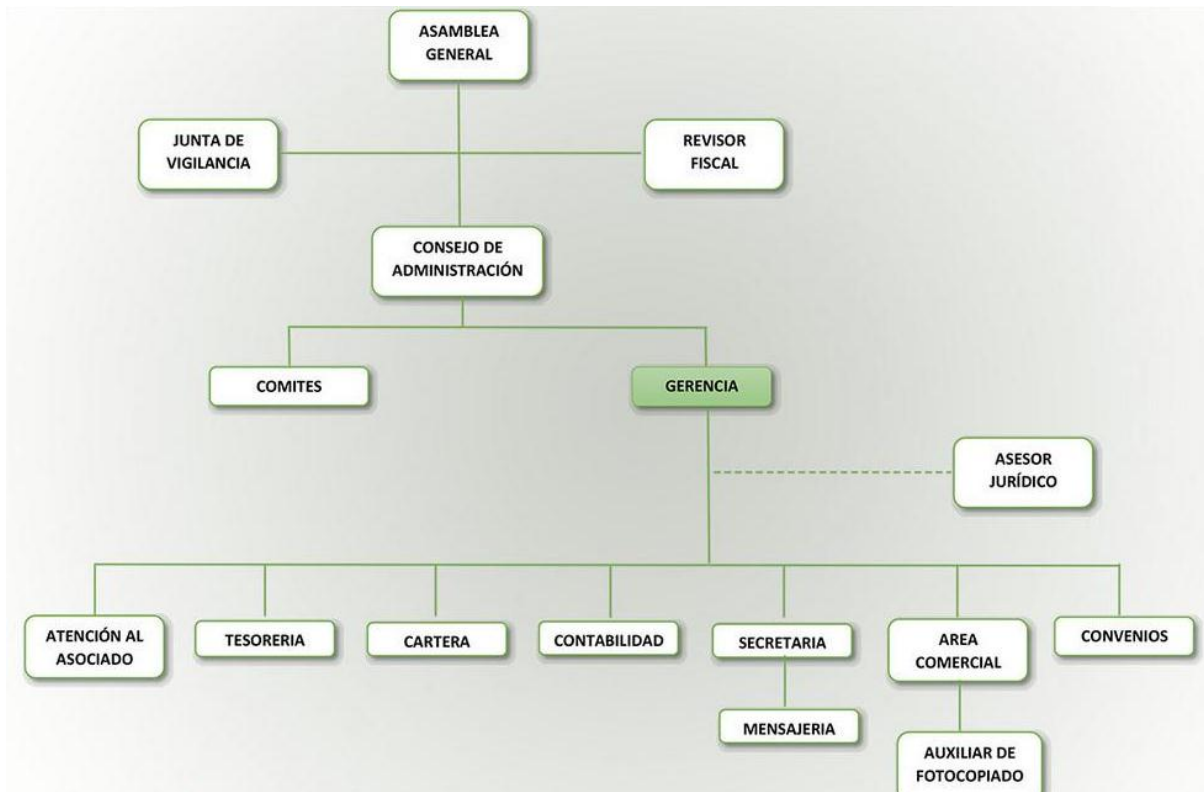 ASAMBLEA
GENERAL
JUNTA DE
VIGILANCIA
REVISOR
FISCAL
CONSEJO DE
ADMINISTRACIÓN
COMITES
GERENCIA
ASESOR
JURÍDICO
ATENCIÓN AL
ASOCIADO
TESORERIA
CARTERA
CONTABILIDAD
SECRETARIA
AREA
COMERCIAL
CONVENIOS
MENSAJERIA
AUXILIAR DE
FOTOCOPIADO